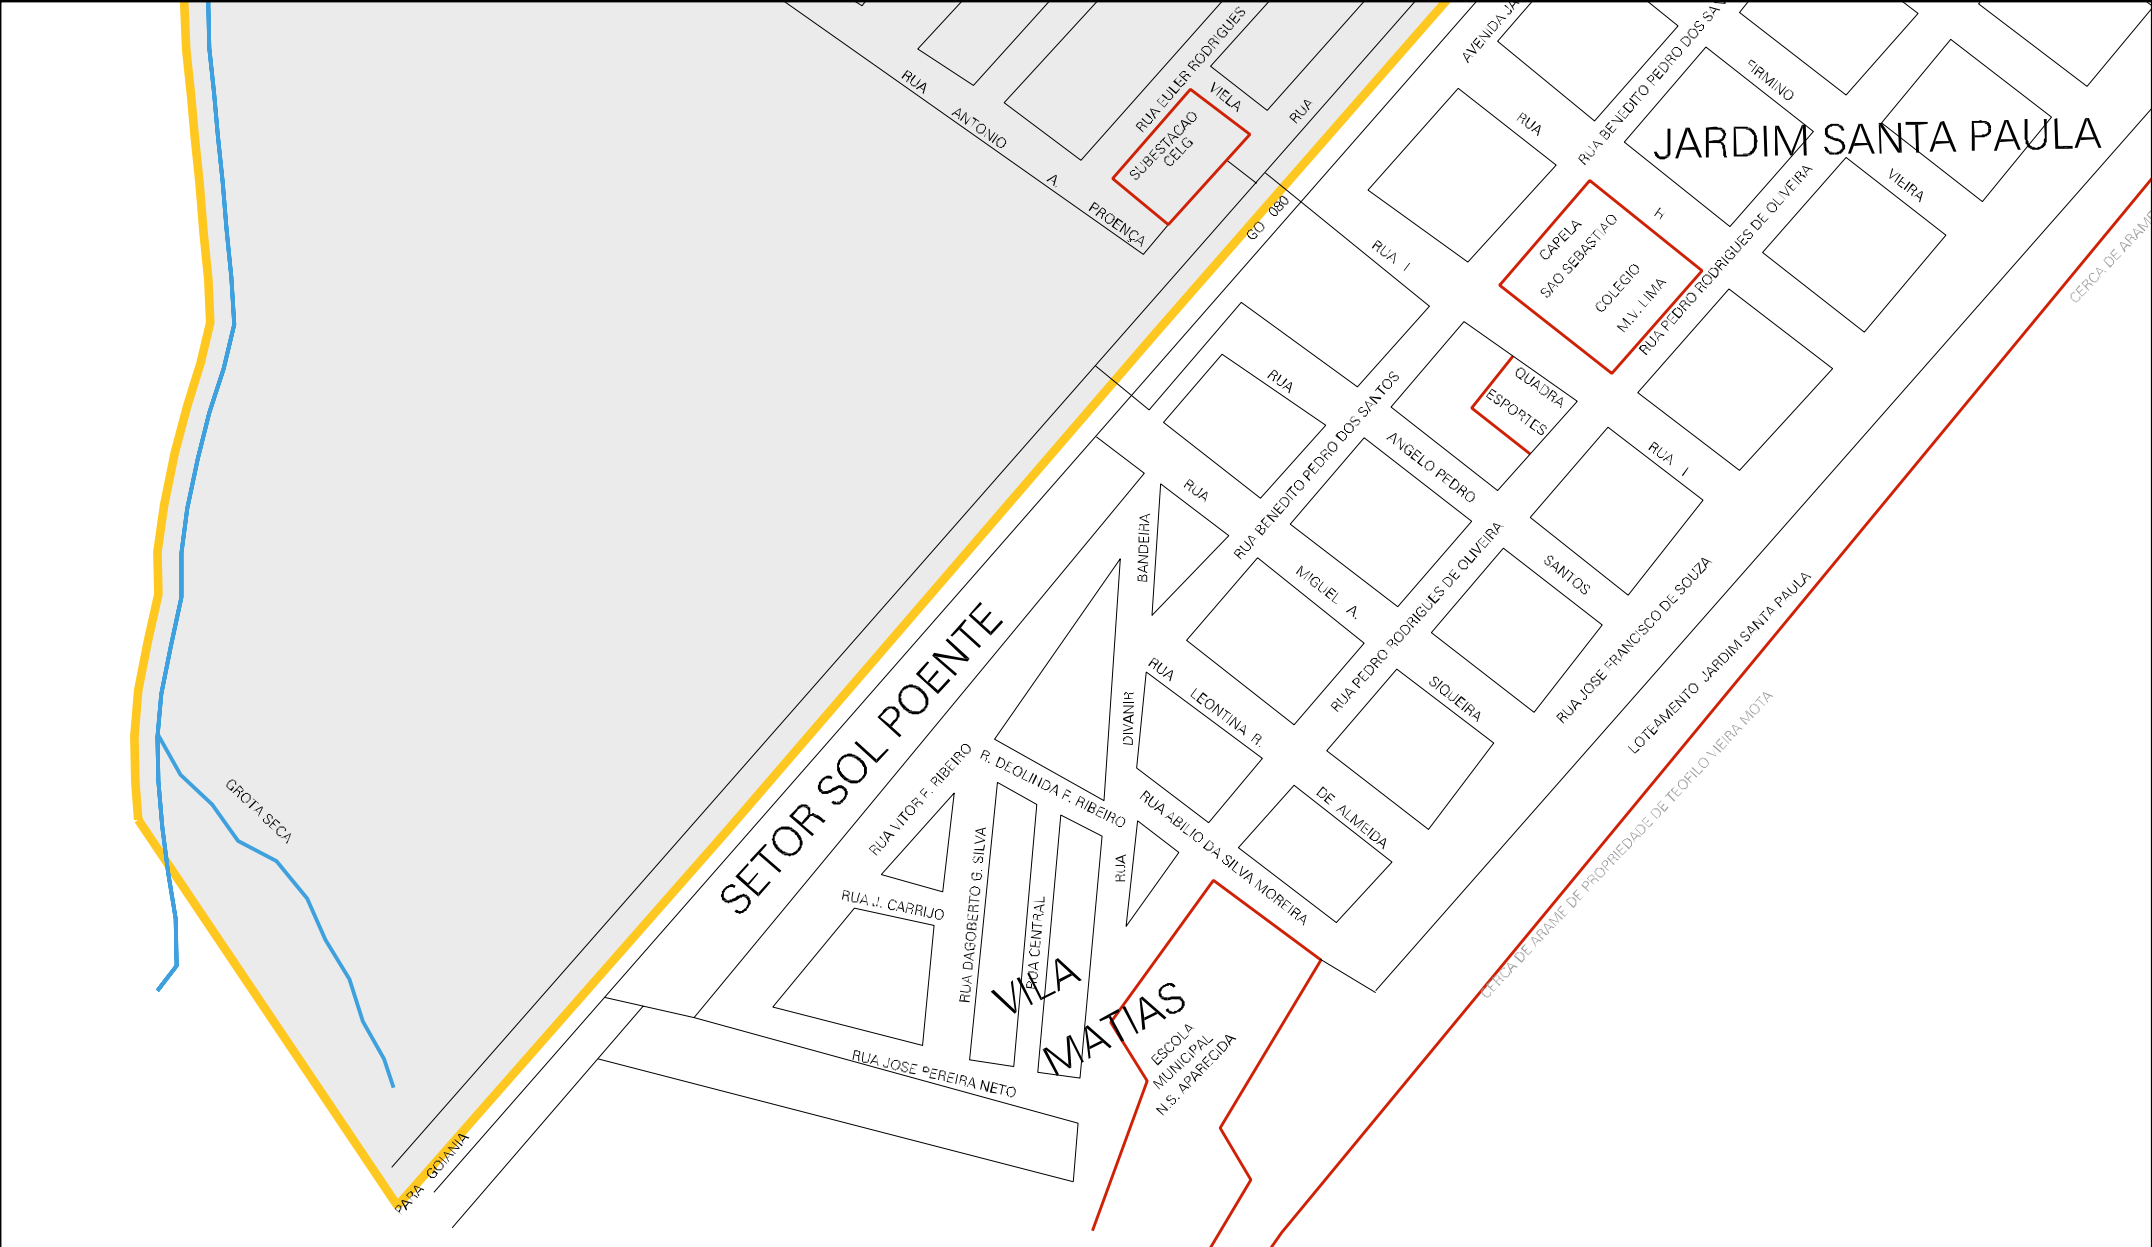 RUA EULER RODRIGUES
AVENIDA
RUA BENEDITO PEDRO DOS
FIRMINO
RUA
ANTONIO
A.
PROENÇA
VIELA
RUA
SUBESTACAO
CELG
RUA
JARDIM SANTA PAULA
VIEIRA
GO 080
RUA I
H
CAPELA
SAO SEBASTIAO
COLEGIO
M.V. LIMA
RUA PEDRO RODRIGUES DE OLIVEIRA
CERCA DE
QUADRA
ESPORTES
RUA
RUA BENEDITO PEDRO DOS SANTOS
ANGELO PEDRO
RUA I
RUA
BANDEIRA
MIGUEL A.
SANTOS
RUA PEDRO RODRIGUES DE OLIVEIRA
RUA JOSE FRANCISCO DE SOUZA
LOTEAMENTO JARDIM SANTA PAULA
CERCA DE ARAME DE PROPRIEDADE DE TEOFILO VIEIRA MOTA
SETOR SOL POENTE
RUA
LEONTINA R.
SIQUEIRA
DIVANIR
R. DEOLINDA F. RIBEIRO
RUA VITOR F. RIBEIRO
RUA ABILIO DA SILVA MOREIRA
DE ALMEIDA
GROTA SECA
RUA
RUA J. CARRIJO
RUA DAGOBERTO G. SILVA
RUA CENTRAL
VILA
MATIAS
ESCOLA
MUNICIPAL
N.S. APARECIDA
RUA JOSE PEREIRA NETO
PARA GOIANIA